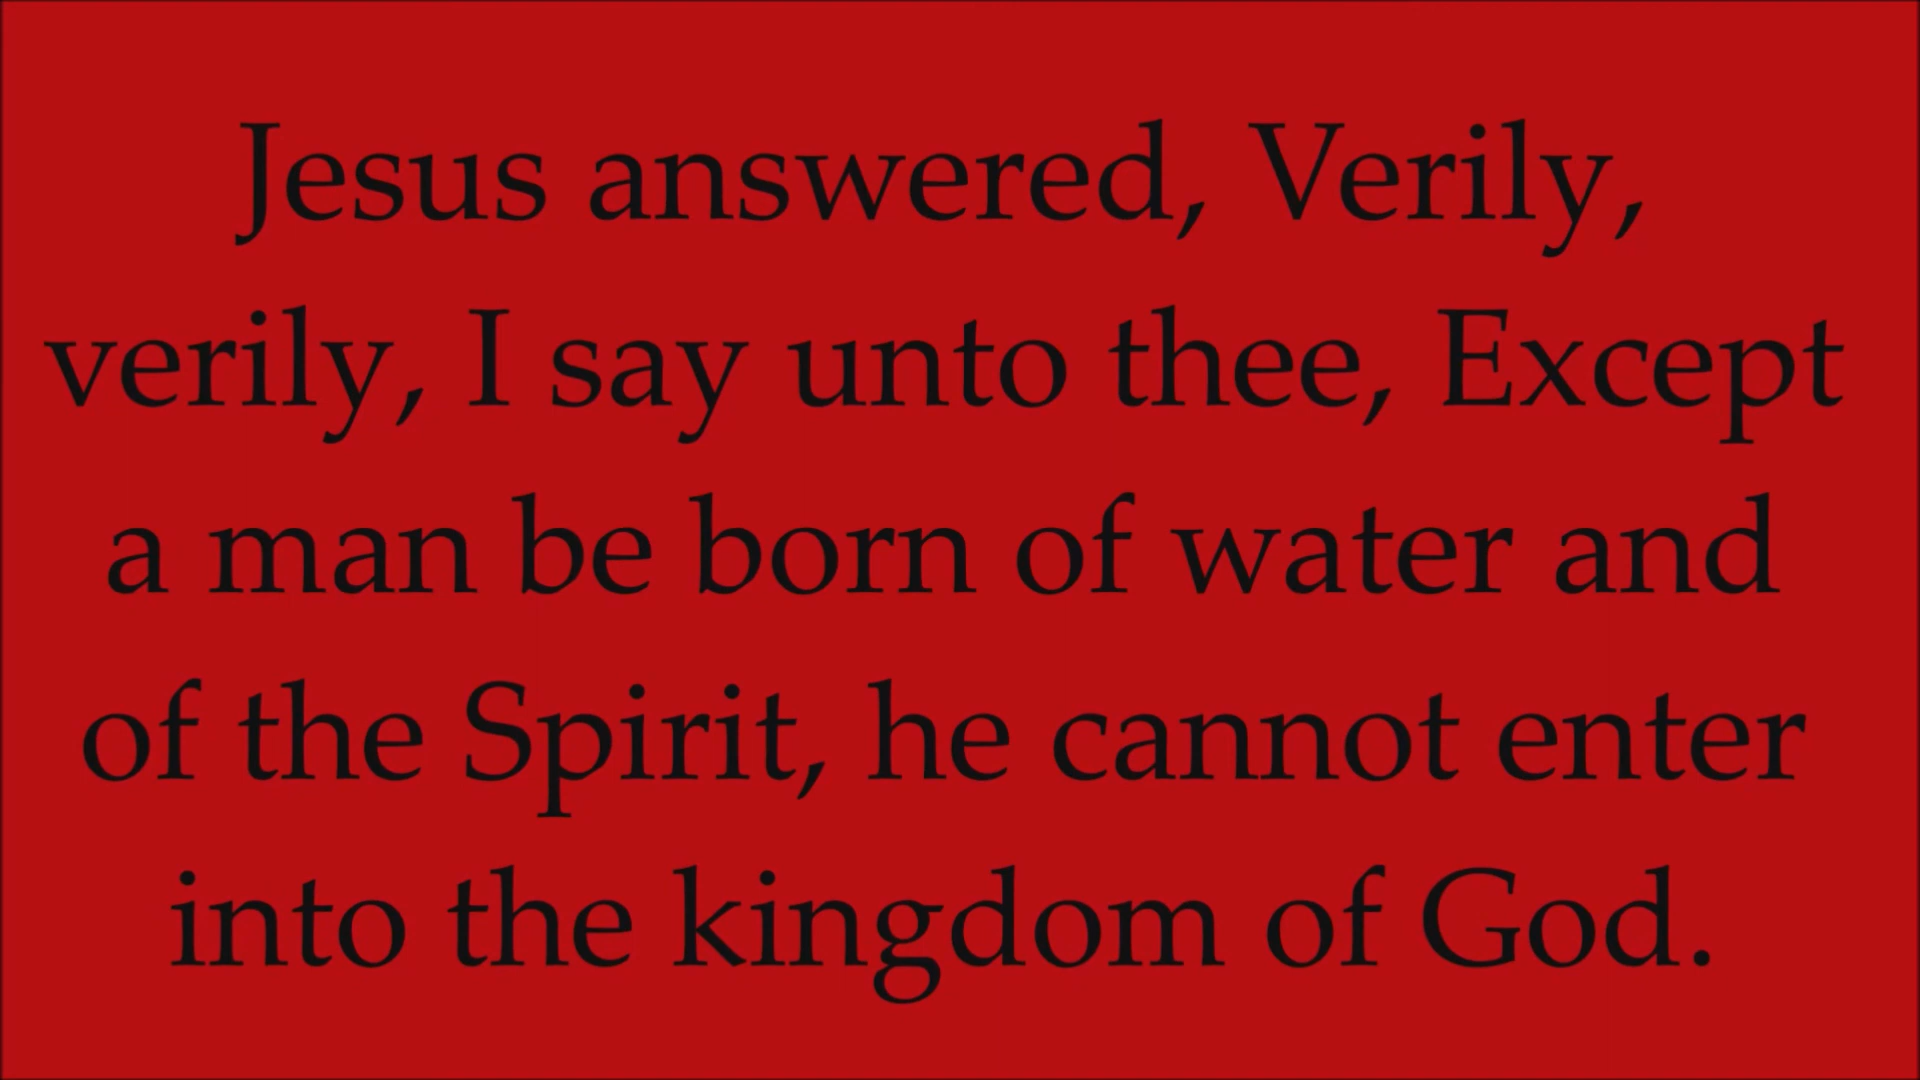 Jesus answered, Verily,
verily, I say unto thee, Except
a man be born of water and
of the Spirit, he cannot enter
into the kingdom of God.